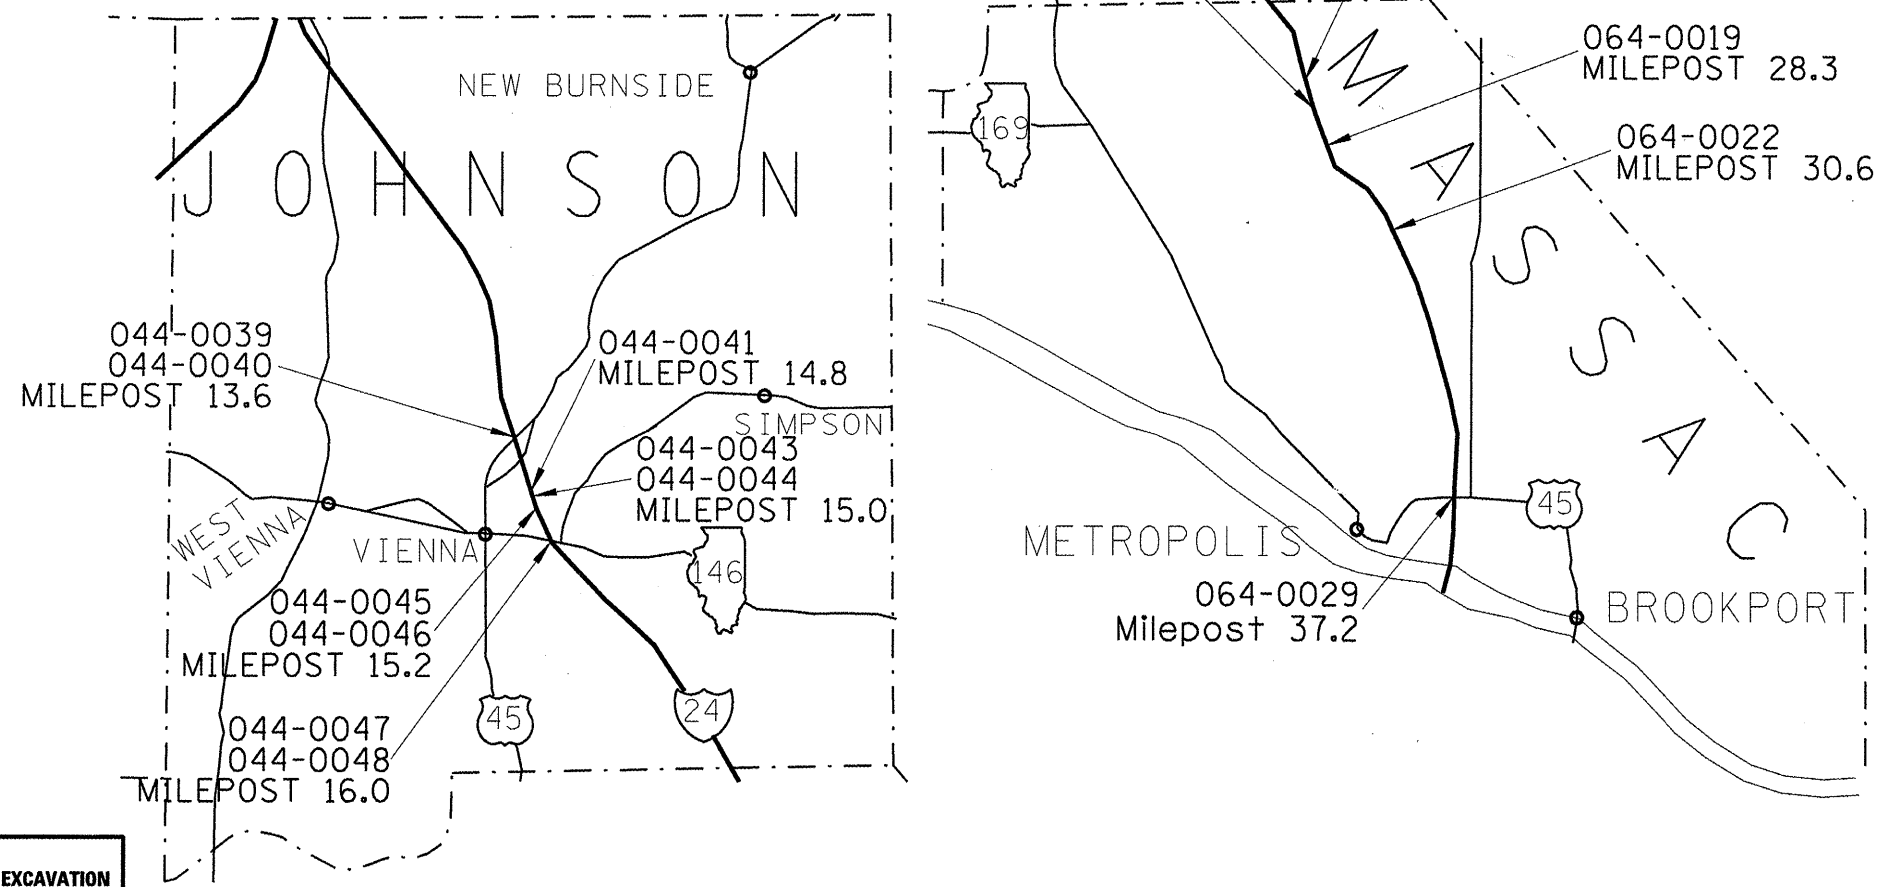 NEW BURNSIDE
JOHNSON
044-0039
044-0040
MILEPOST 13.6
044-0041
MILEPOST 14.8
SIMPSON
044-0043
044-0044
MILEPOST 15.0
WEST
VIENNA
VIENNA
146
044-0045
044-0046
MILEPOST 15.2
45
24
044-0047
044-0048
MILEPOST 16.0
EXCAVATION
064-0019
MILEPOST 28.3
064-0022
MILEPOST 30.6
169
MASSAC
METROPOLIS
45
064-0029
Milepost 37.2
BROOKPORT